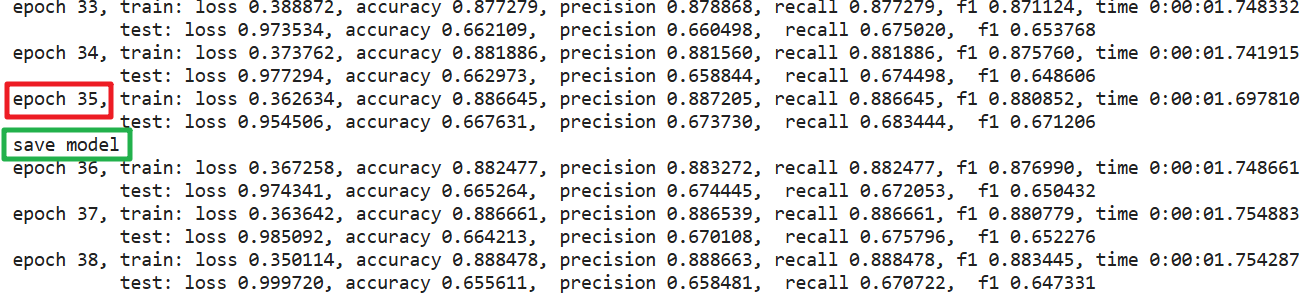 epoch 33, train: loss 0.388872, accuracy 0.877279, precision 0.878868, recall 0.877279, f1 0.871124, time 0:00:01.748332
test: loss 0.973534, accuracy 0.662109, precision 0.660498, recall 0.675020, f1 0.653768
epoch 34, train: loss 0.373762, accuracy 0.881886, precision 0.881560, recall 0.881886, f1 0.875760, time 0:00:01.741915
test: loss 0.977294, accuracy 0.662973, precision 0.658844, recall 0.674498, f1 0.648606
epoch 35, train: loss 0.362634, accuracy 0.886645, precision 0.887205, recall 0.886645, f1 0.880852, time 0:00:01.697810
test: loss 0.954506, accuracy 0.667631, precision 0.673730, recall 0.683444, f1 0.671206
save model
epoch 36, train: loss 0.367258, accuracy 0.882477, precision 0.883272, recall 0.882477, f1 0.876990, time 0:00:01.748661
test: loss 0.974341, accuracy 0.665264, precision 0.674445, recall 0.672053, f1 0.650432
epoch 37, train: loss 0.363642, accuracy 0.886661, precision 0.886539, recall 0.886661, f1 0.880779, time 0:00:01.754883
test: loss 0.985092, accuracy 0.664213, precision 0.670108, recall 0.675796, f1 0.652276
epoch 38, train: loss 0.350114, accuracy 0.888478, precision 0.888663, recall 0.888478, f1 0.883445, time 0:00:01.754287
test: loss 0.999720, accuracy 0.655611, precision 0.658481, recall 0.670722, f1 0.647331